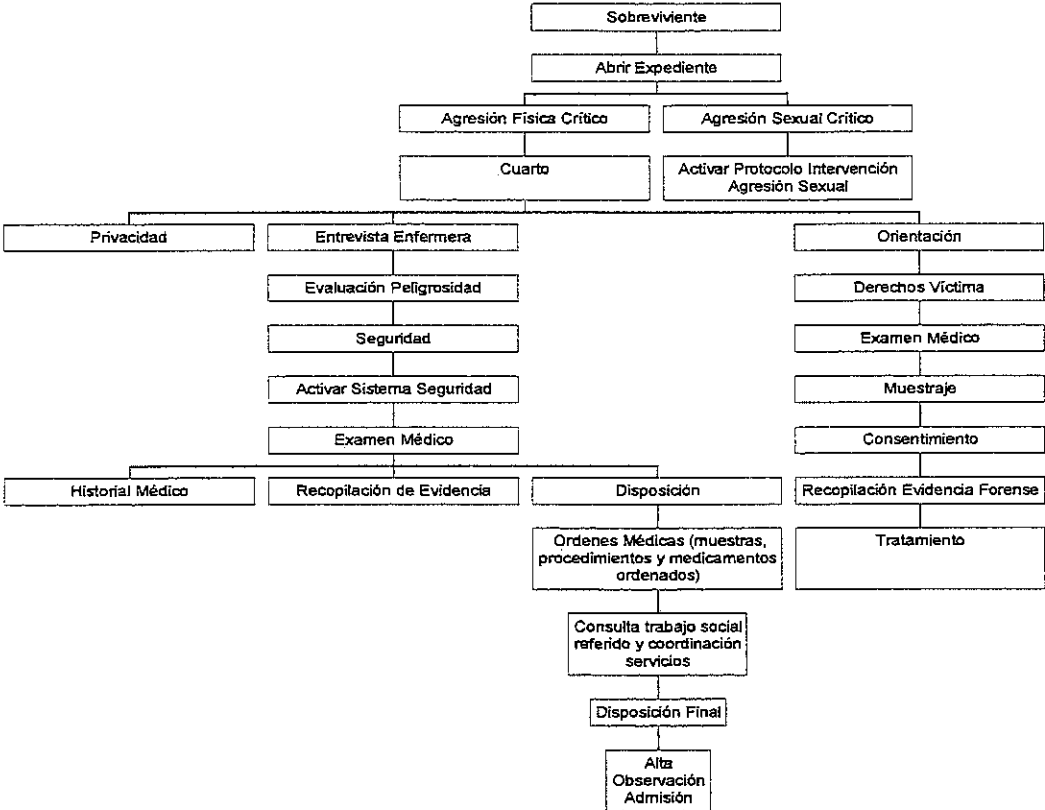 Sobreviviente
Abrir Expediente
Agresión Física Crítico
Agresión Sexual Crítico
Cuarto
Activar Protocolo Intervención
Agresión Sexual
Privacidad
Entrevista Enfermera
Orientación
Evaluación Peligrosidad
Derechos Víctima
Seguridad
Examen Médico
Activar Sistema Seguridad
Muestraje
Examen Médico
Consentimiento
Historial Médico
Recopilación de Evidencia
Disposición
Recopilación Evidencia Forense
Ordenes Médicas (muestras,
procedimientos y medicamentos
ordenados)
Tratamiento
Consulta trabajo social
referido y coordinación
servicios
Disposición Final
Alta
Observación
Admisión